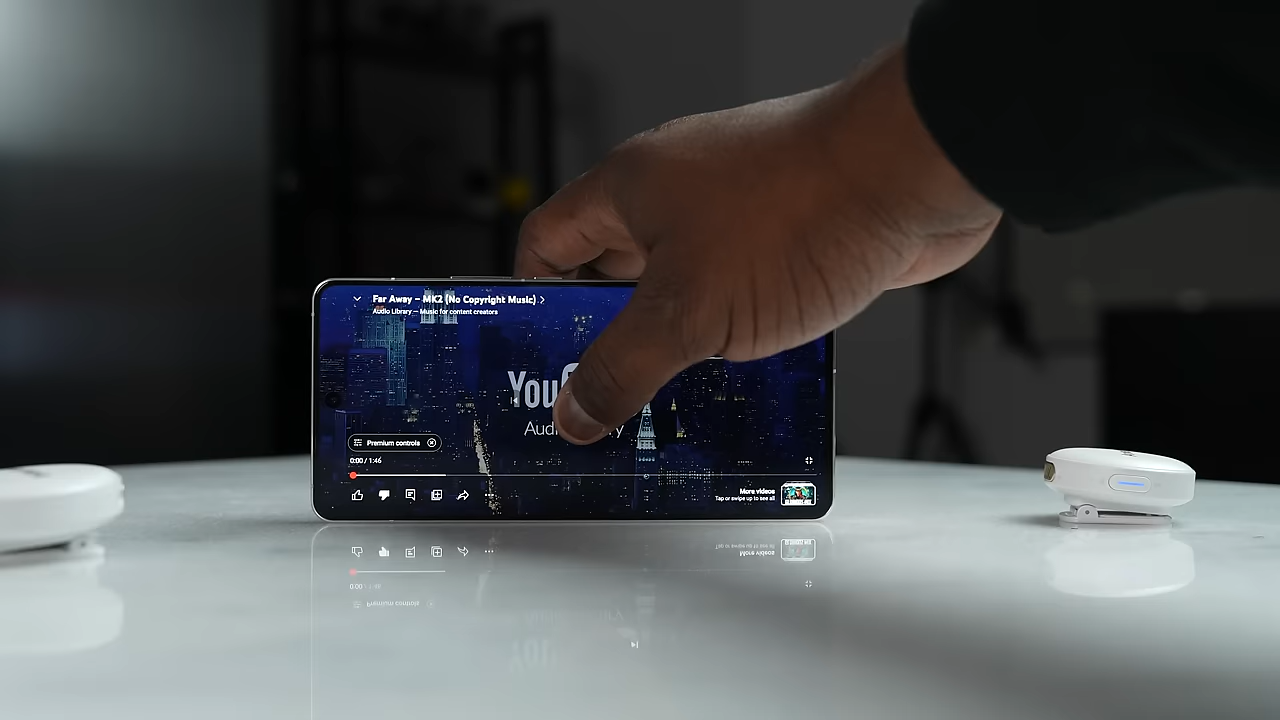 Far Away – MK2 (No Copyright Music)
Audio Library — Music for content creators
You
Premium controls
0:00 / 1:46
More videos
Tap or swipe up to see all